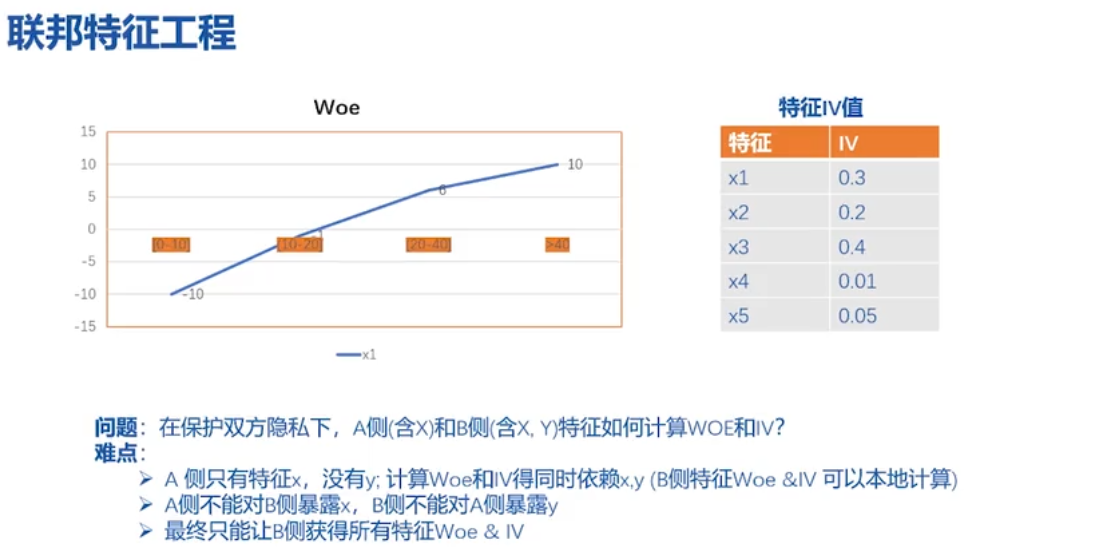 联邦特征工程
Woe
15
10
5
0
-5
-10
-15
[0~10]
[10~20]
[20~40]
>40
-10
6
10
x1
特征IV值
特征 IV
x1 0.3
x2 0.2
x3 0.4
x4 0.01
x5 0.05
问题：在保护双方隐私下，A侧(含X)和B侧(含X, Y)特征如何计算WOE和IV？
难点：
➢ A 侧只有特征x，没有y; 计算Woe和IV得同时依赖x,y (B侧特征Woe &IV 可以本地计算)
➢ A侧不能对B侧暴露x，B侧不能对A侧暴露y
➢ 最终只能让B侧获得所有特征Woe & IV